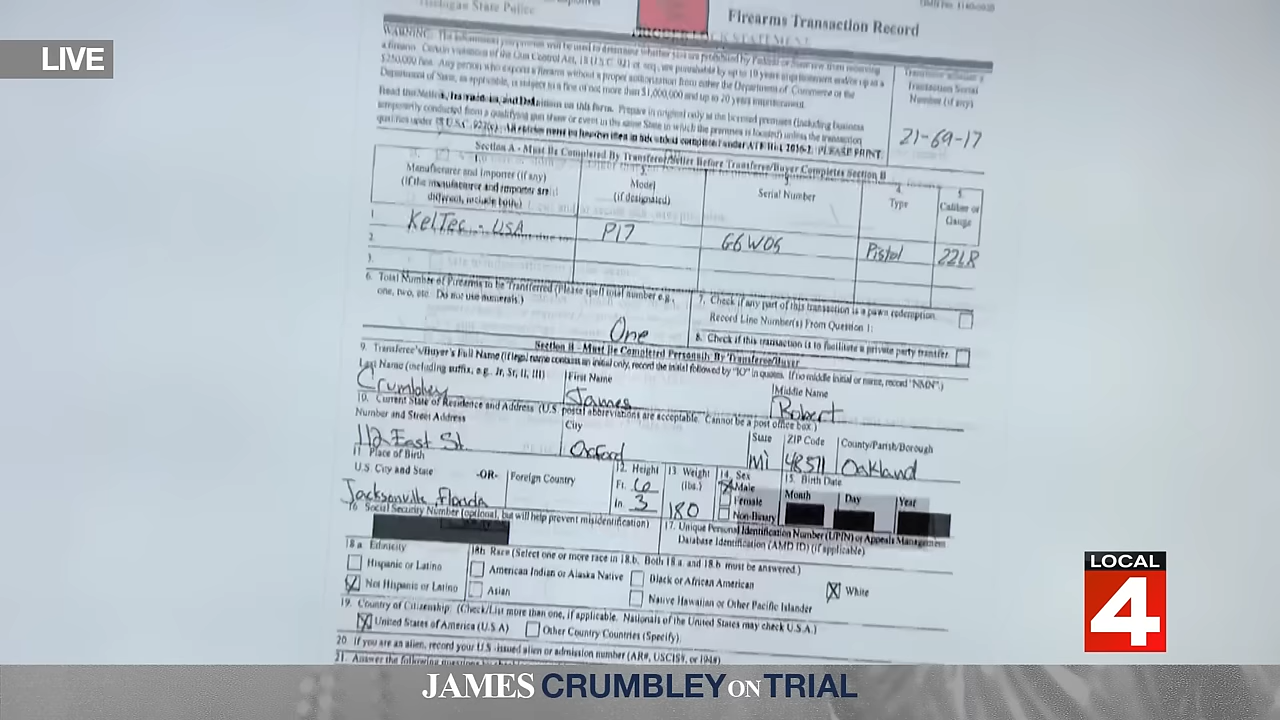 LIVE
Michigan State Police
Firearms Transaction Record
WARNING: The information you provide will be used to determine whether you are prohibited by Federal or State law from receiving
a firearm. Certain violations of the Gun Control Act, 18 U.S.C. 921 et. seq., are punishable by up to 10 years imprisonment and/or up to a
$250,000 fine. Any person who exports a firearm without a proper authorization from either the Department of Commerce or the
Department of State, as applicable, is subject to a fine of not more than $1,000,000 and up to 20 years imprisonment.
Transaction Serial
Number (if any)
Read the Notices, Instructions, and Definitions on this form. Prepare in original only at the licensed premises (including business
temporarily conducted from a qualifying gun show or event in the same State in which the premises is located) unless the transaction
qualifies under 18 U.S.C. 922(c). All entries must be handwritten in ink unless completed under ATF Rul. 2016-2. PLEASE PRINT.
21-69-17
Section A - Must Be Completed By Transferor/Seller Before Transferee/Buyer Completes Section B
Manufacturer and Importer (if any)
(If the manufacturer and importer are
different, include both)
Model
(if designated)
3.
Serial Number
4.
Type
5.
Caliber or
Gauge
1. KelTec - USA P17 G6W05 Pistol 22LR
2.
3.
6. Total Number of Firearms to be Transferred (Please spell total number e.g.,
one, two, etc. Do not use numerals.)
One
7. Check if any part of this transaction is a pawn redemption.
Record Line Number(s) From Question 1:
8. Check if this transaction is to facilitate a private party transfer.
Section B - Must Be Completed Personally By Transferee/Buyer
9. Transferee's/Buyer's Full Name (If legal name contains an initial only, record the initial followed by "IO" in quotes. If no middle initial or name, record "NMN".)
Last Name (including suffix, e.g., Jr, Sr, II, III) First Name Middle Name
Crumbley James Robert
10. Current State of Residence and Address (U.S. postal abbreviations are acceptable. Cannot be a post office box.)
Number and Street Address City State ZIP Code County/Parish/Borough
112 East St. Oxford Mi 48371 Oakland
11. Place of Birth
U.S. City and State -OR- Foreign Country
Jacksonville, Florida
12. Height
Ft. 6
In. 3
13. Weight
(lbs.)
180
14. Sex
Male
Female
Non-Binary
15. Birth Date
Month Day Year
16. Social Security Number (optional, but will help prevent misidentification)
17. Unique Personal Identification Number (UPIN) or Appeals Management
Database Identification (AMD ID) (if applicable)
18.a. Ethnicity
Hispanic or Latino
Not Hispanic or Latino
18.b. Race (Select one or more race in 18.b. Both 18.a. and 18.b. must be answered.)
American Indian or Alaska Native
Asian
Black or African American
Native Hawaiian or Other Pacific Islander
White
19. Country of Citizenship: (Check/List more than one, if applicable. Nationals of the United States may check U.S.A.)
United States of America (U.S.A) Other Country/Countries (Specify):
20. If you are an alien, record your U.S.-issued alien or admission number (AR#, USCIS#, or I94#)
21. Answer the following
LOCAL
4
JAMES CRUMBLEY ON TRIAL